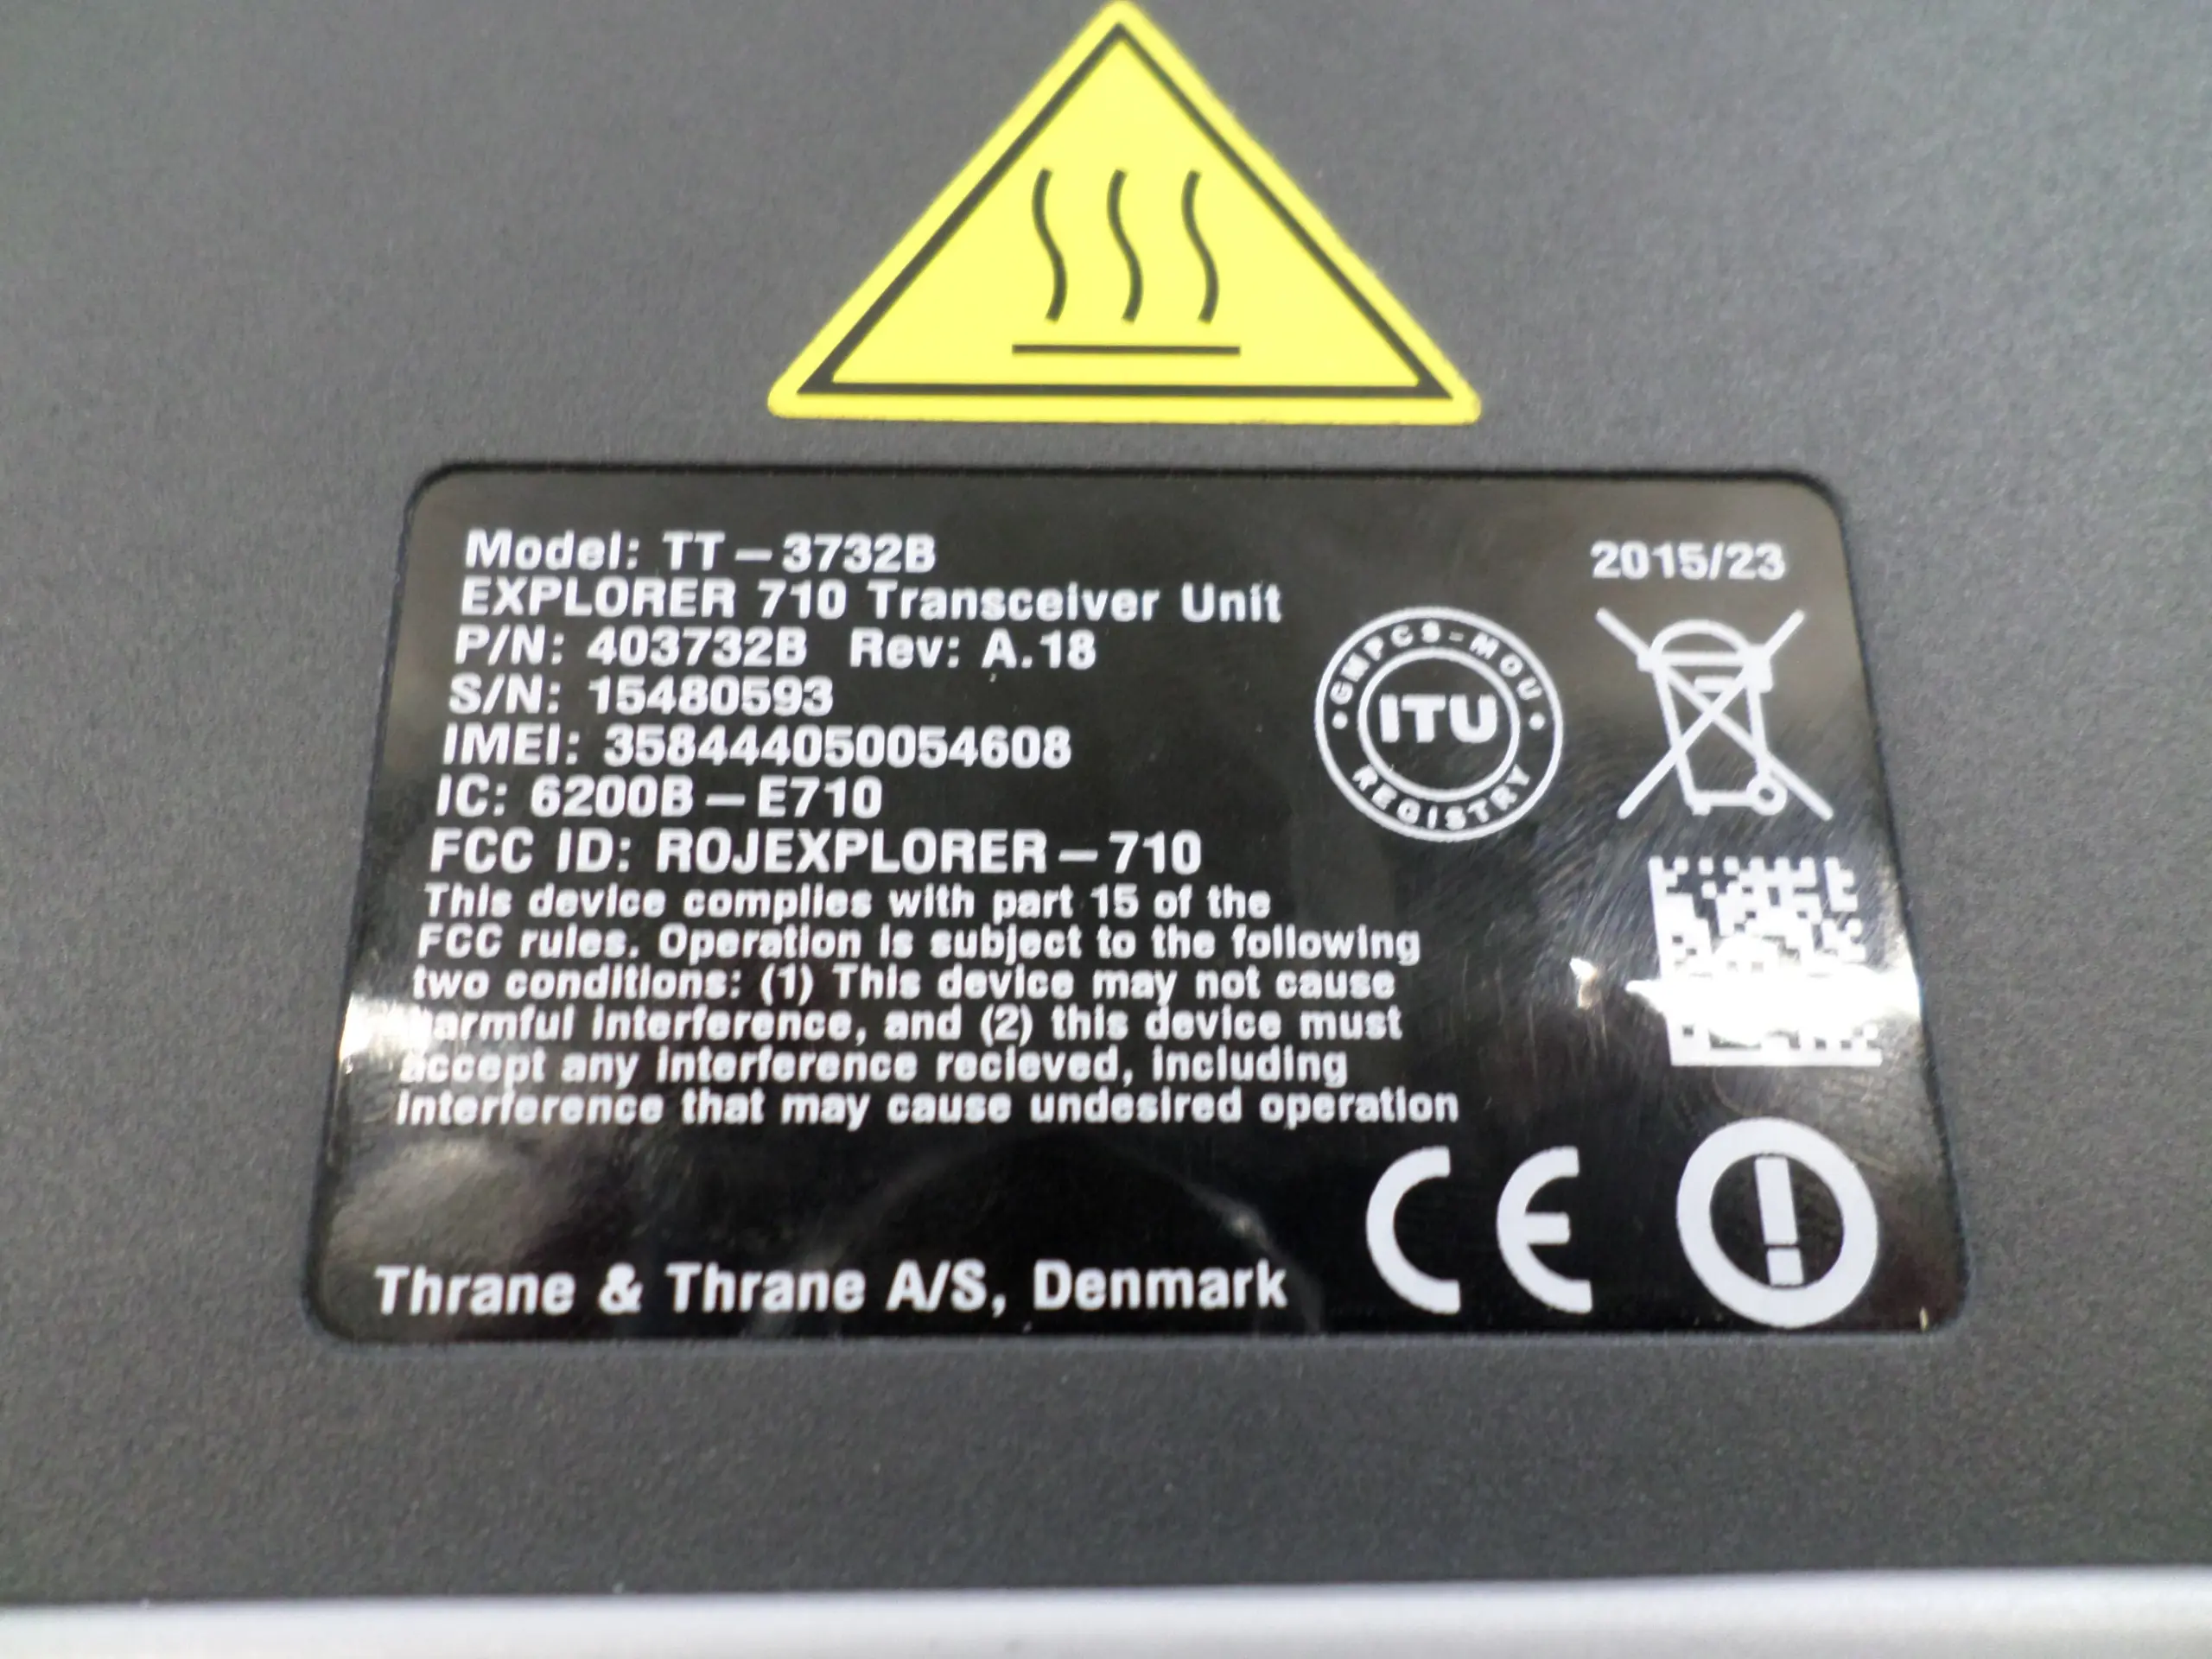 Model: TT-3732B
2015/23
EXPLORER 710 Transceiver Unit
P/N: 403732B Rev: A.18
S/N: 15480593
IMEI: 358444050054608
IC: 6200B-E710
FCC ID: ROJEXPLORER-710
GMPCS-MOU
ITU
REGISTRY
This device complies with part 15 of the
FCC rules. Operation is subject to the following
two conditions: (1) This device may not cause
harmful interference, and (2) this device must
accept any interference recieved, including
interference that may cause undesired operation
CE
Thrane & Thrane A/S, Denmark